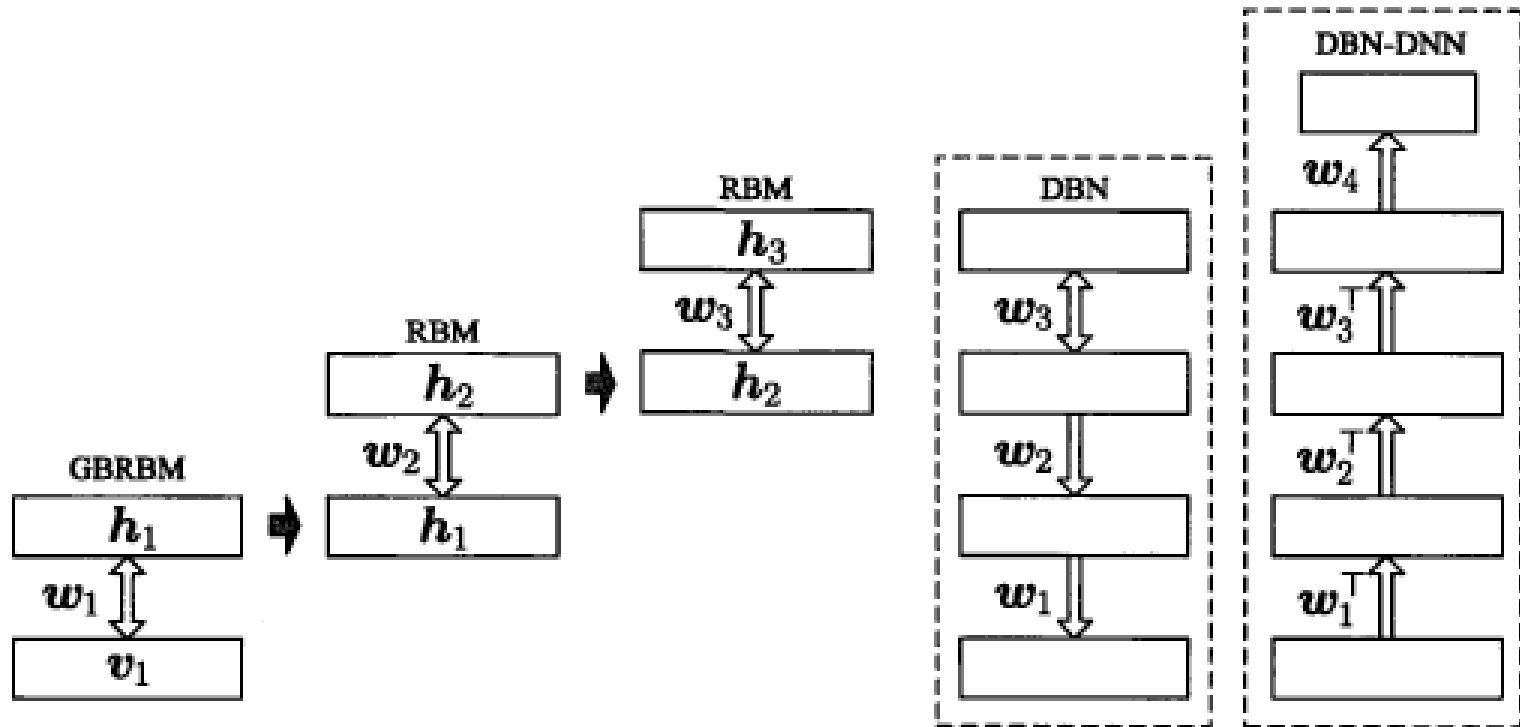 GBRBM
h₁
w₁
v₁
RBM
h₂
w₂
h₁
RBM
h₃
w₃
h₂
DBN
w₃
w₂
w₁
DBN-DNN
w₄
w₃ᵀ
w₂ᵀ
w₁ᵀ